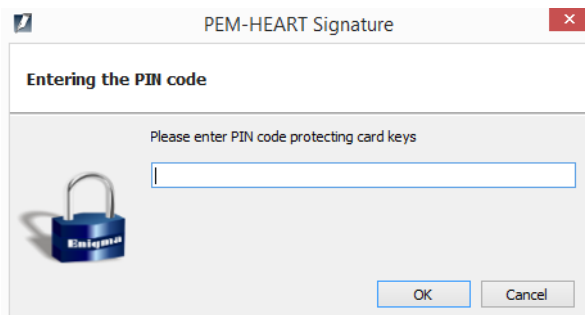 PEM-HEART Signature
Entering the PIN code
Please enter PIN code protecting card keys
Enigma
OK
Cancel